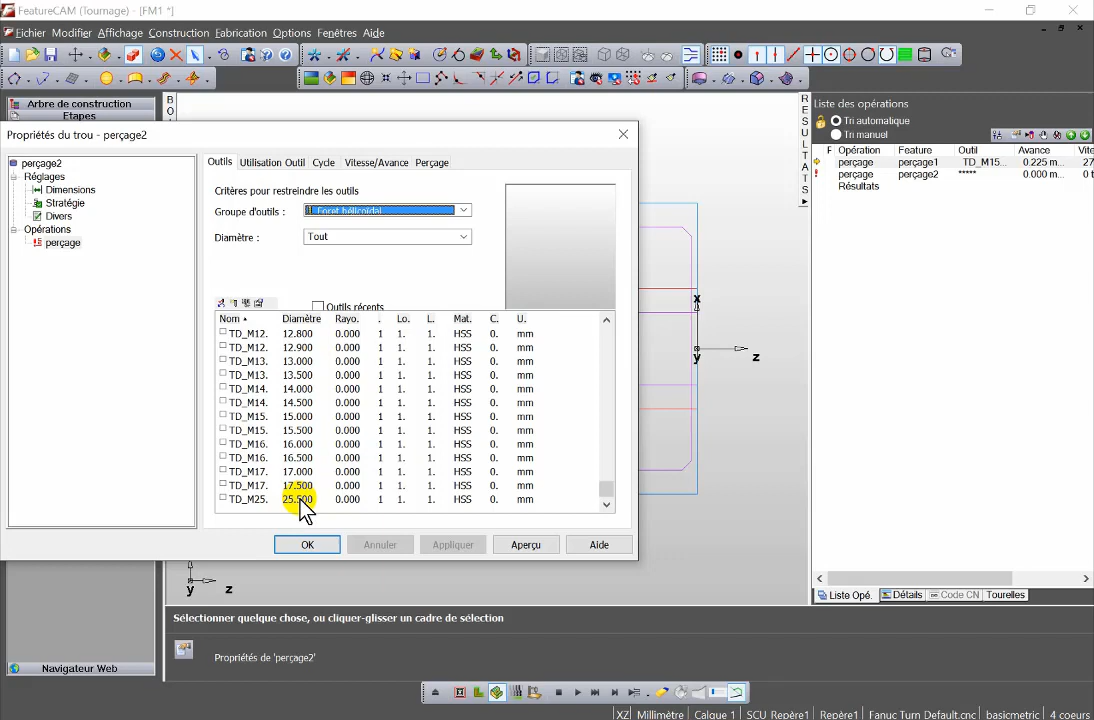 FeatureCAM (Tournage) - [FM1 *]
Fichier Modifier Affichage Construction Fabrication Options Fenêtres Aide
Arbre de construction
Etapes
B
O
Propriétés du trou - perçage2
perçage2
Réglages
Dimensions
Stratégie
Divers
Opérations
perçage
Outils Utilisation Outil Cycle Vitesse/Avance Perçage
Critères pour restreindre les outils
Groupe d'outils : Foret hélicoïdal
Diamètre : Tout
Outils récents
Nom Diamètre Rayo. . Lo. L. Mat. C. U.
TD_M12. 12.800 0.000 1 1. 1. HSS 0. mm
TD_M12. 12.900 0.000 1 1. 1. HSS 0. mm
TD_M13. 13.000 0.000 1 1. 1. HSS 0. mm
TD_M13. 13.500 0.000 1 1. 1. HSS 0. mm
TD_M14. 14.000 0.000 1 1. 1. HSS 0. mm
TD_M14. 14.500 0.000 1 1. 1. HSS 0. mm
TD_M15. 15.000 0.000 1 1. 1. HSS 0. mm
TD_M15. 15.500 0.000 1 1. 1. HSS 0. mm
TD_M16. 16.000 0.000 1 1. 1. HSS 0. mm
TD_M16. 16.500 0.000 1 1. 1. HSS 0. mm
TD_M17. 17.000 0.000 1 1. 1. HSS 0. mm
TD_M17. 17.500 0.000 1 1. 1. HSS 0. mm
TD_M25. 25.500 0.000 1 1. 1. HSS 0. mm
OK Annuler Appliquer Aperçu Aide
x
y
z
y
z
R
E
S
U
L
T
A
T
S
Liste des opérations
Tri automatique
Tri manuel
F Opération Feature Outil Avance Vite
perçage perçage1 TD_M15... 0.225 m... 27
perçage perçage2 ***** 0.000 m... 0 t
Résultats
Liste Opé. Détails Code CN Tourelles
Sélectionner quelque chose, ou cliquer-glisser un cadre de sélection
Propriétés de 'perçage2'
Navigateur Web
XZ Millimètre Calque 1 SCU Repère1 Repère1 Fanuc Turn Default.cnc basicmetric 4 coeurs